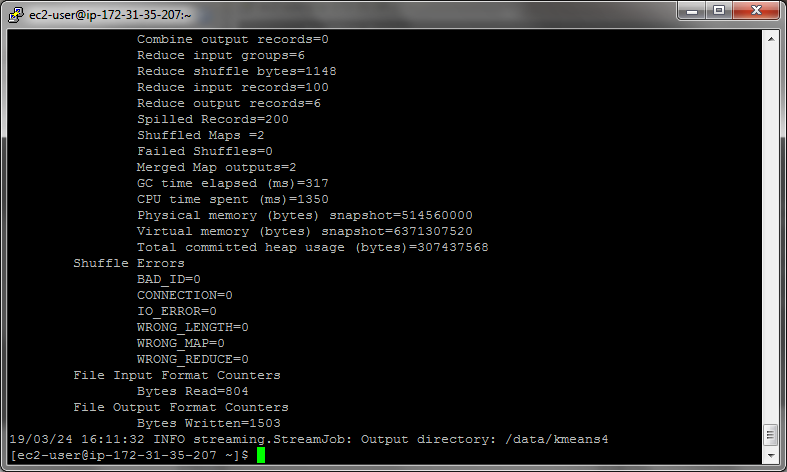 ec2-user@ip-172-31-35-207:~
Combine output records=0
Reduce input groups=6
Reduce shuffle bytes=1148
Reduce input records=100
Reduce output records=6
Spilled Records=200
Shuffled Maps =2
Failed Shuffles=0
Merged Map outputs=2
GC time elapsed (ms)=317
CPU time spent (ms)=1350
Physical memory (bytes) snapshot=514560000
Virtual memory (bytes) snapshot=6371307520
Total committed heap usage (bytes)=307437568
Shuffle Errors
BAD_ID=0
CONNECTION=0
IO_ERROR=0
WRONG_LENGTH=0
WRONG_MAP=0
WRONG_REDUCE=0
File Input Format Counters
Bytes Read=804
File Output Format Counters
Bytes Written=1503
19/03/24 16:11:32 INFO streaming.StreamJob: Output directory: /data/kmeans4
[ec2-user@ip-172-31-35-207 ~]$